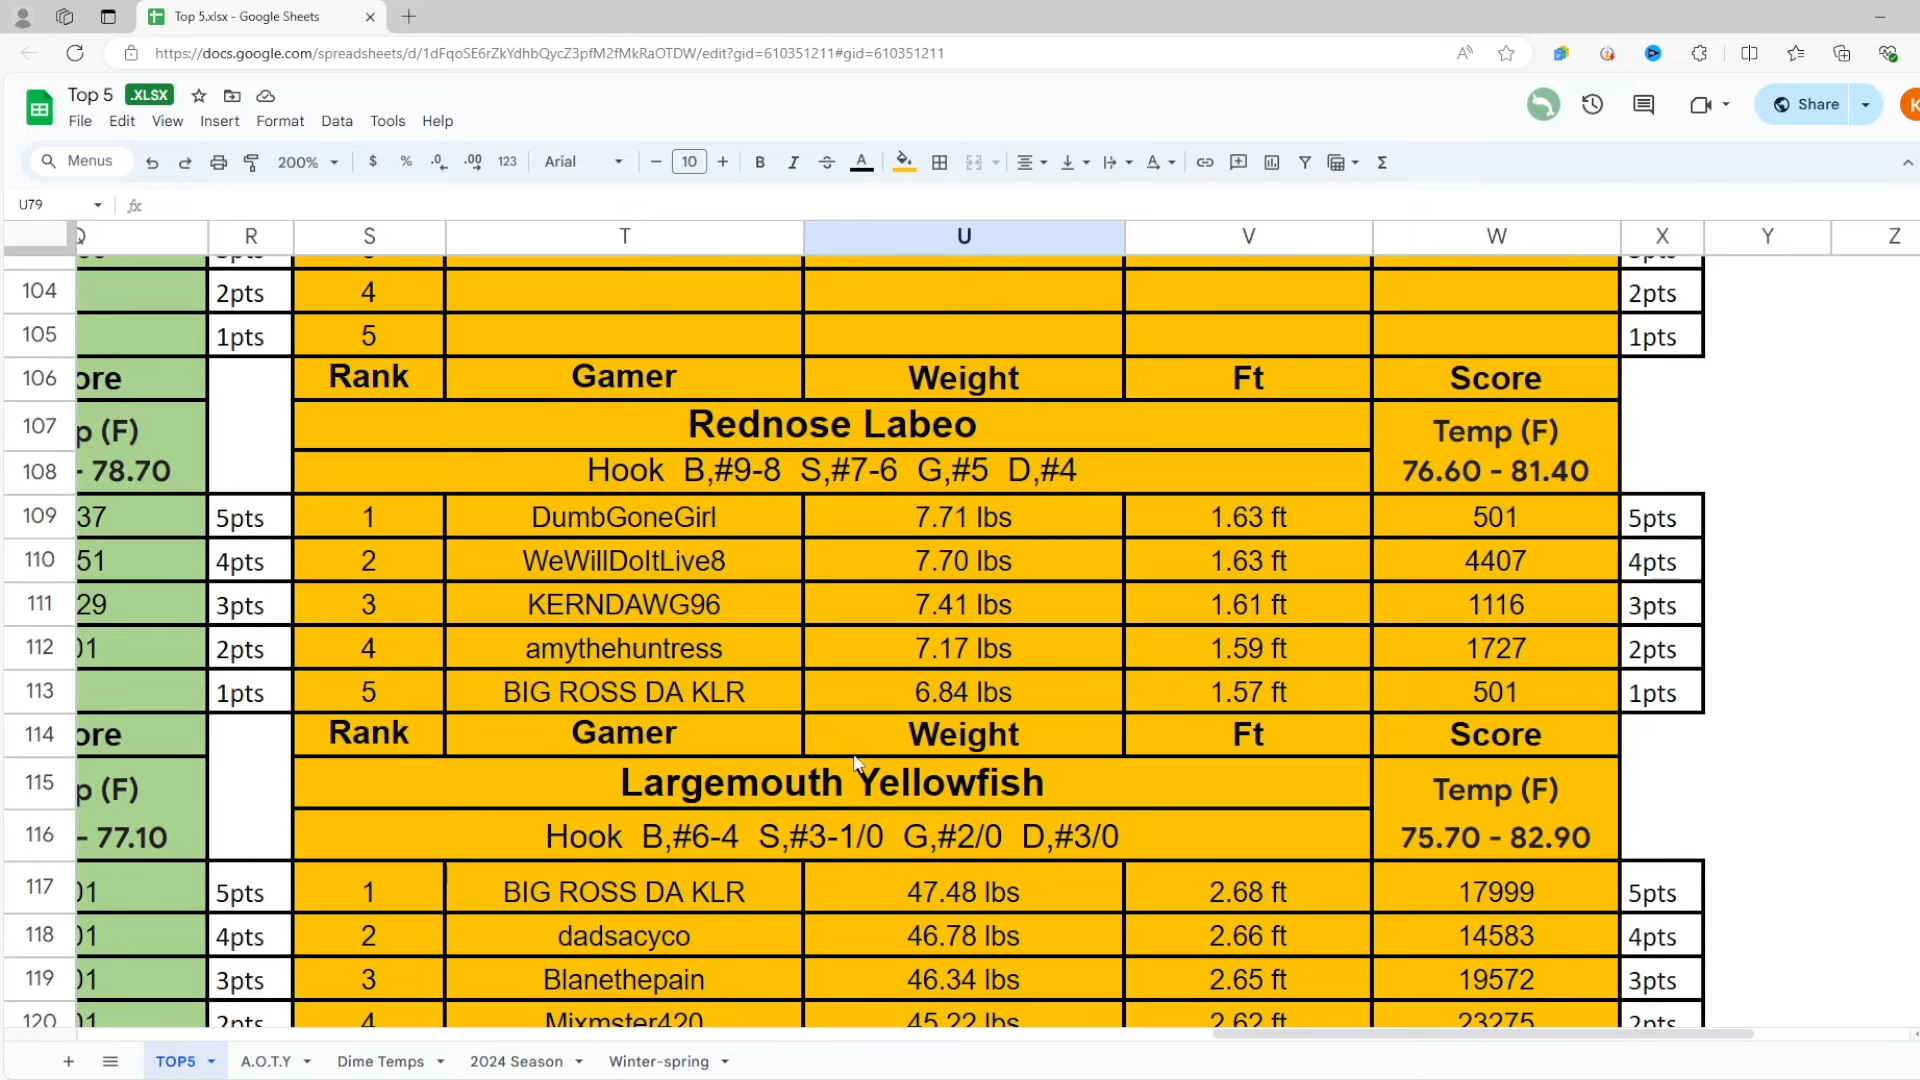 Top 5.xlsx - Google Sheets
https://docs.google.com/spreadsheets/d/1dFqoSE6rZkYdhbQycZ3pfM2fMkRaOTDW/edit?gid=610351211#gid=610351211
Top 5 .XLSX
Share
File Edit View Insert Format Data Tools Help
Menus 200% $ % .0 .00 123 Arial 10 B I A
U79 fx
Q R S T U V W X Y Z
104 2pts 4 2pts
105 1pts 5 1pts
106 ore Rank Gamer Weight Ft Score
107 p (F) Rednose Labeo Temp (F)
108 - 78.70 Hook B,#9-8 S,#7-6 G,#5 D,#4 76.60 - 81.40
109 37 5pts 1 DumbGoneGirl 7.71 lbs 1.63 ft 501 5pts
110 51 4pts 2 WeWillDoItLive8 7.70 lbs 1.63 ft 4407 4pts
111 29 3pts 3 KERNDAWG96 7.41 lbs 1.61 ft 1116 3pts
112 01 2pts 4 amythehuntress 7.17 lbs 1.59 ft 1727 2pts
113 1pts 5 BIG ROSS DA KLR 6.84 lbs 1.57 ft 501 1pts
114 ore Rank Gamer Weight Ft Score
115 p (F) Largemouth Yellowfish Temp (F)
116 - 77.10 Hook B,#6-4 S,#3-1/0 G,#2/0 D,#3/0 75.70 - 82.90
117 01 5pts 1 BIG ROSS DA KLR 47.48 lbs 2.68 ft 17999 5pts
118 01 4pts 2 dadsacyco 46.78 lbs 2.66 ft 14583 4pts
119 01 3pts 3 Blanethepain 46.34 lbs 2.65 ft 19572 3pts
120 01 2pts 4 Mixmster420 45.22 lbs 2.62 ft 23275 2pts
TOP5 A.O.T.Y Dime Temps 2024 Season Winter-spring